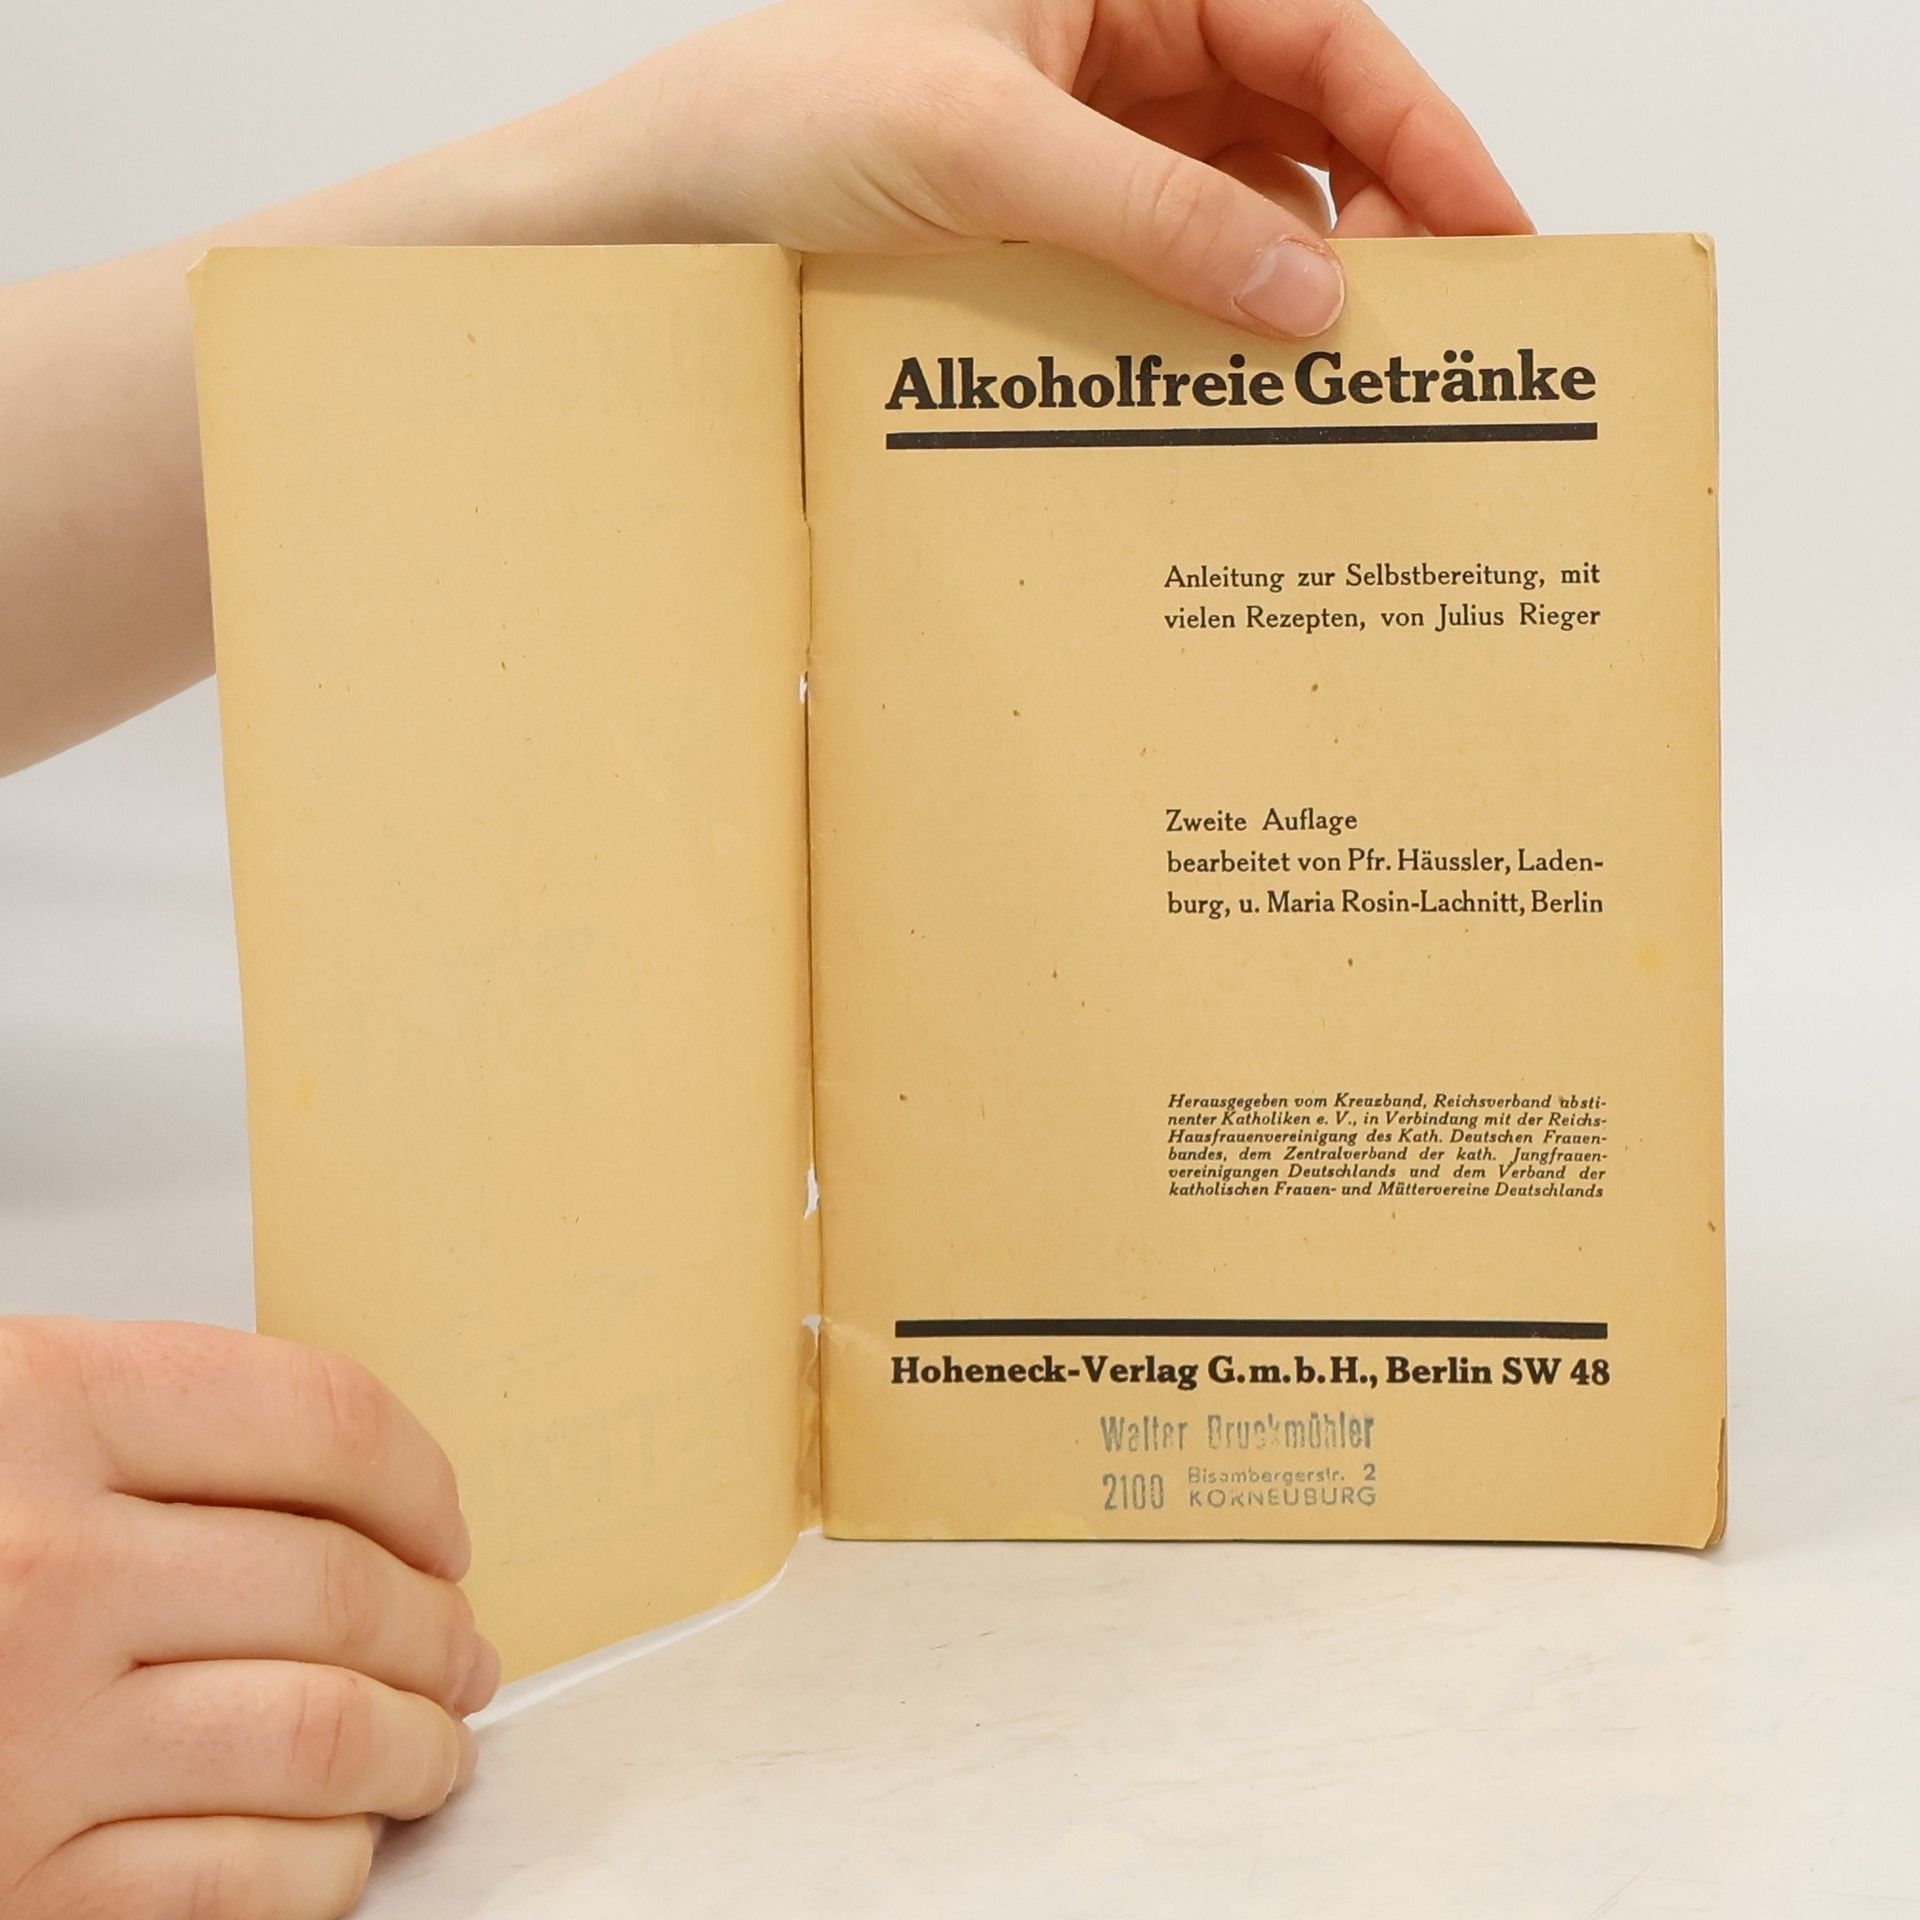 Alkoholfreie Getränke
Anleitung zur Selbstbereitung, mit
vielen Rezepten, von Julius Rieger
Zweite Auflage
bearbeitet von Pfr. Häussler, Laden-
burg, u. Maria Rosin-Lachnitt, Berlin
Herausgegeben vom Kreuzbund, Reichsverband absti-
nenter Katholiken e. V., in Verbindung mit der Reichs-
Hausfrauenvereinigung des Kath. Deutschen Frauen-
bundes, dem Zentralverband der kath. Jungfrauen-
vereinigungen Deutschlands und dem Verband der
katholischen Frauen- und Müttervereine Deutschlands
Hoheneck-Verlag G.m.b.H., Berlin SW 48
Walter Druckmühler
2100 Bisambergerstr. 2
KORNEUBURG